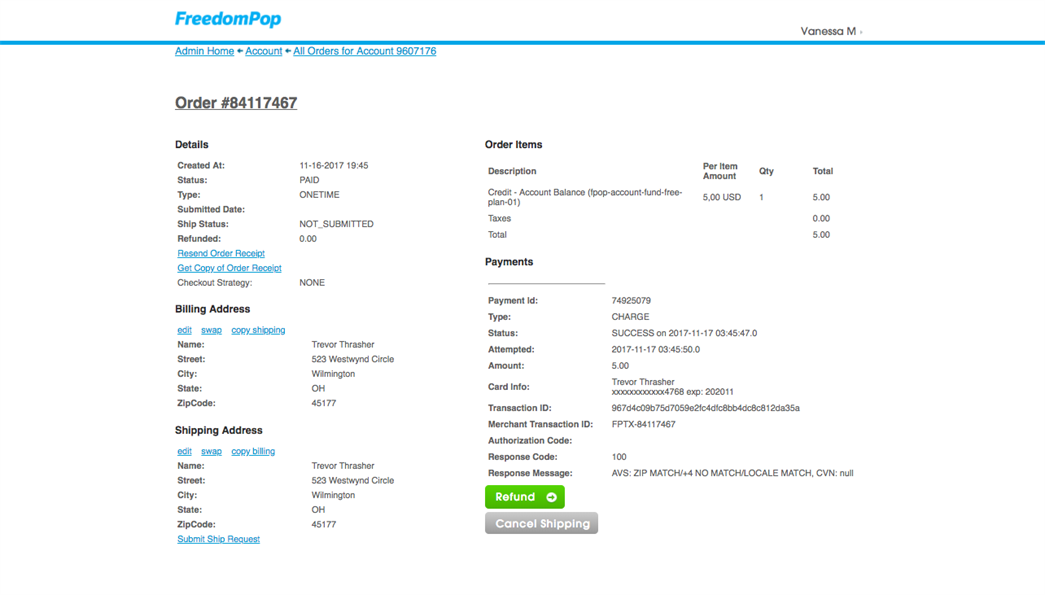 FreedomPop
Vanessa M
Admin Home Account All Orders for Account 9607176
Order #84117467
Details
Created At: 11-16-2017 19:45
Status: PAID
Type: ONETIME
Submitted Date:
Ship Status: NOT_SUBMITTED
Refunded: 0.00
Resend Order Receipt
Get Copy of Order Receipt
Checkout Strategy: NONE
Billing Address
edit swap copy shipping
Name: Trevor Thrasher
Street: 523 Westwynd Circle
City: Wilmington
State: OH
ZipCode: 45177
Shipping Address
edit swap copy billing
Name: Trevor Thrasher
Street: 523 Westwynd Circle
City: Wilmington
State: OH
ZipCode: 45177
Submit Ship Request
Order Items
Description Per Item Amount Qty Total
Credit - Account Balance (fpop-account-fund-free-
plan-01) 5,00 USD 1 5.00
Taxes 0.00
Total 5.00
Payments
Payment Id: 74925079
Type: CHARGE
Status: SUCCESS on 2017-11-17 03:45:47.0
Attempted: 2017-11-17 03:45:50.0
Amount: 5.00
Card Info: Trevor Thrasher
xxxxxxxxxxxx4768 exp: 202011
Transaction ID: 967d4c09b75d7059e2fc4dfc8bb4dc8c812da35a
Merchant Transaction ID: FPTX-84117467
Authorization Code:
Response Code: 100
Response Message: AVS: ZIP MATCH/+4 NO MATCH/LOCALE MATCH, CVN: null
Refund
Cancel Shipping